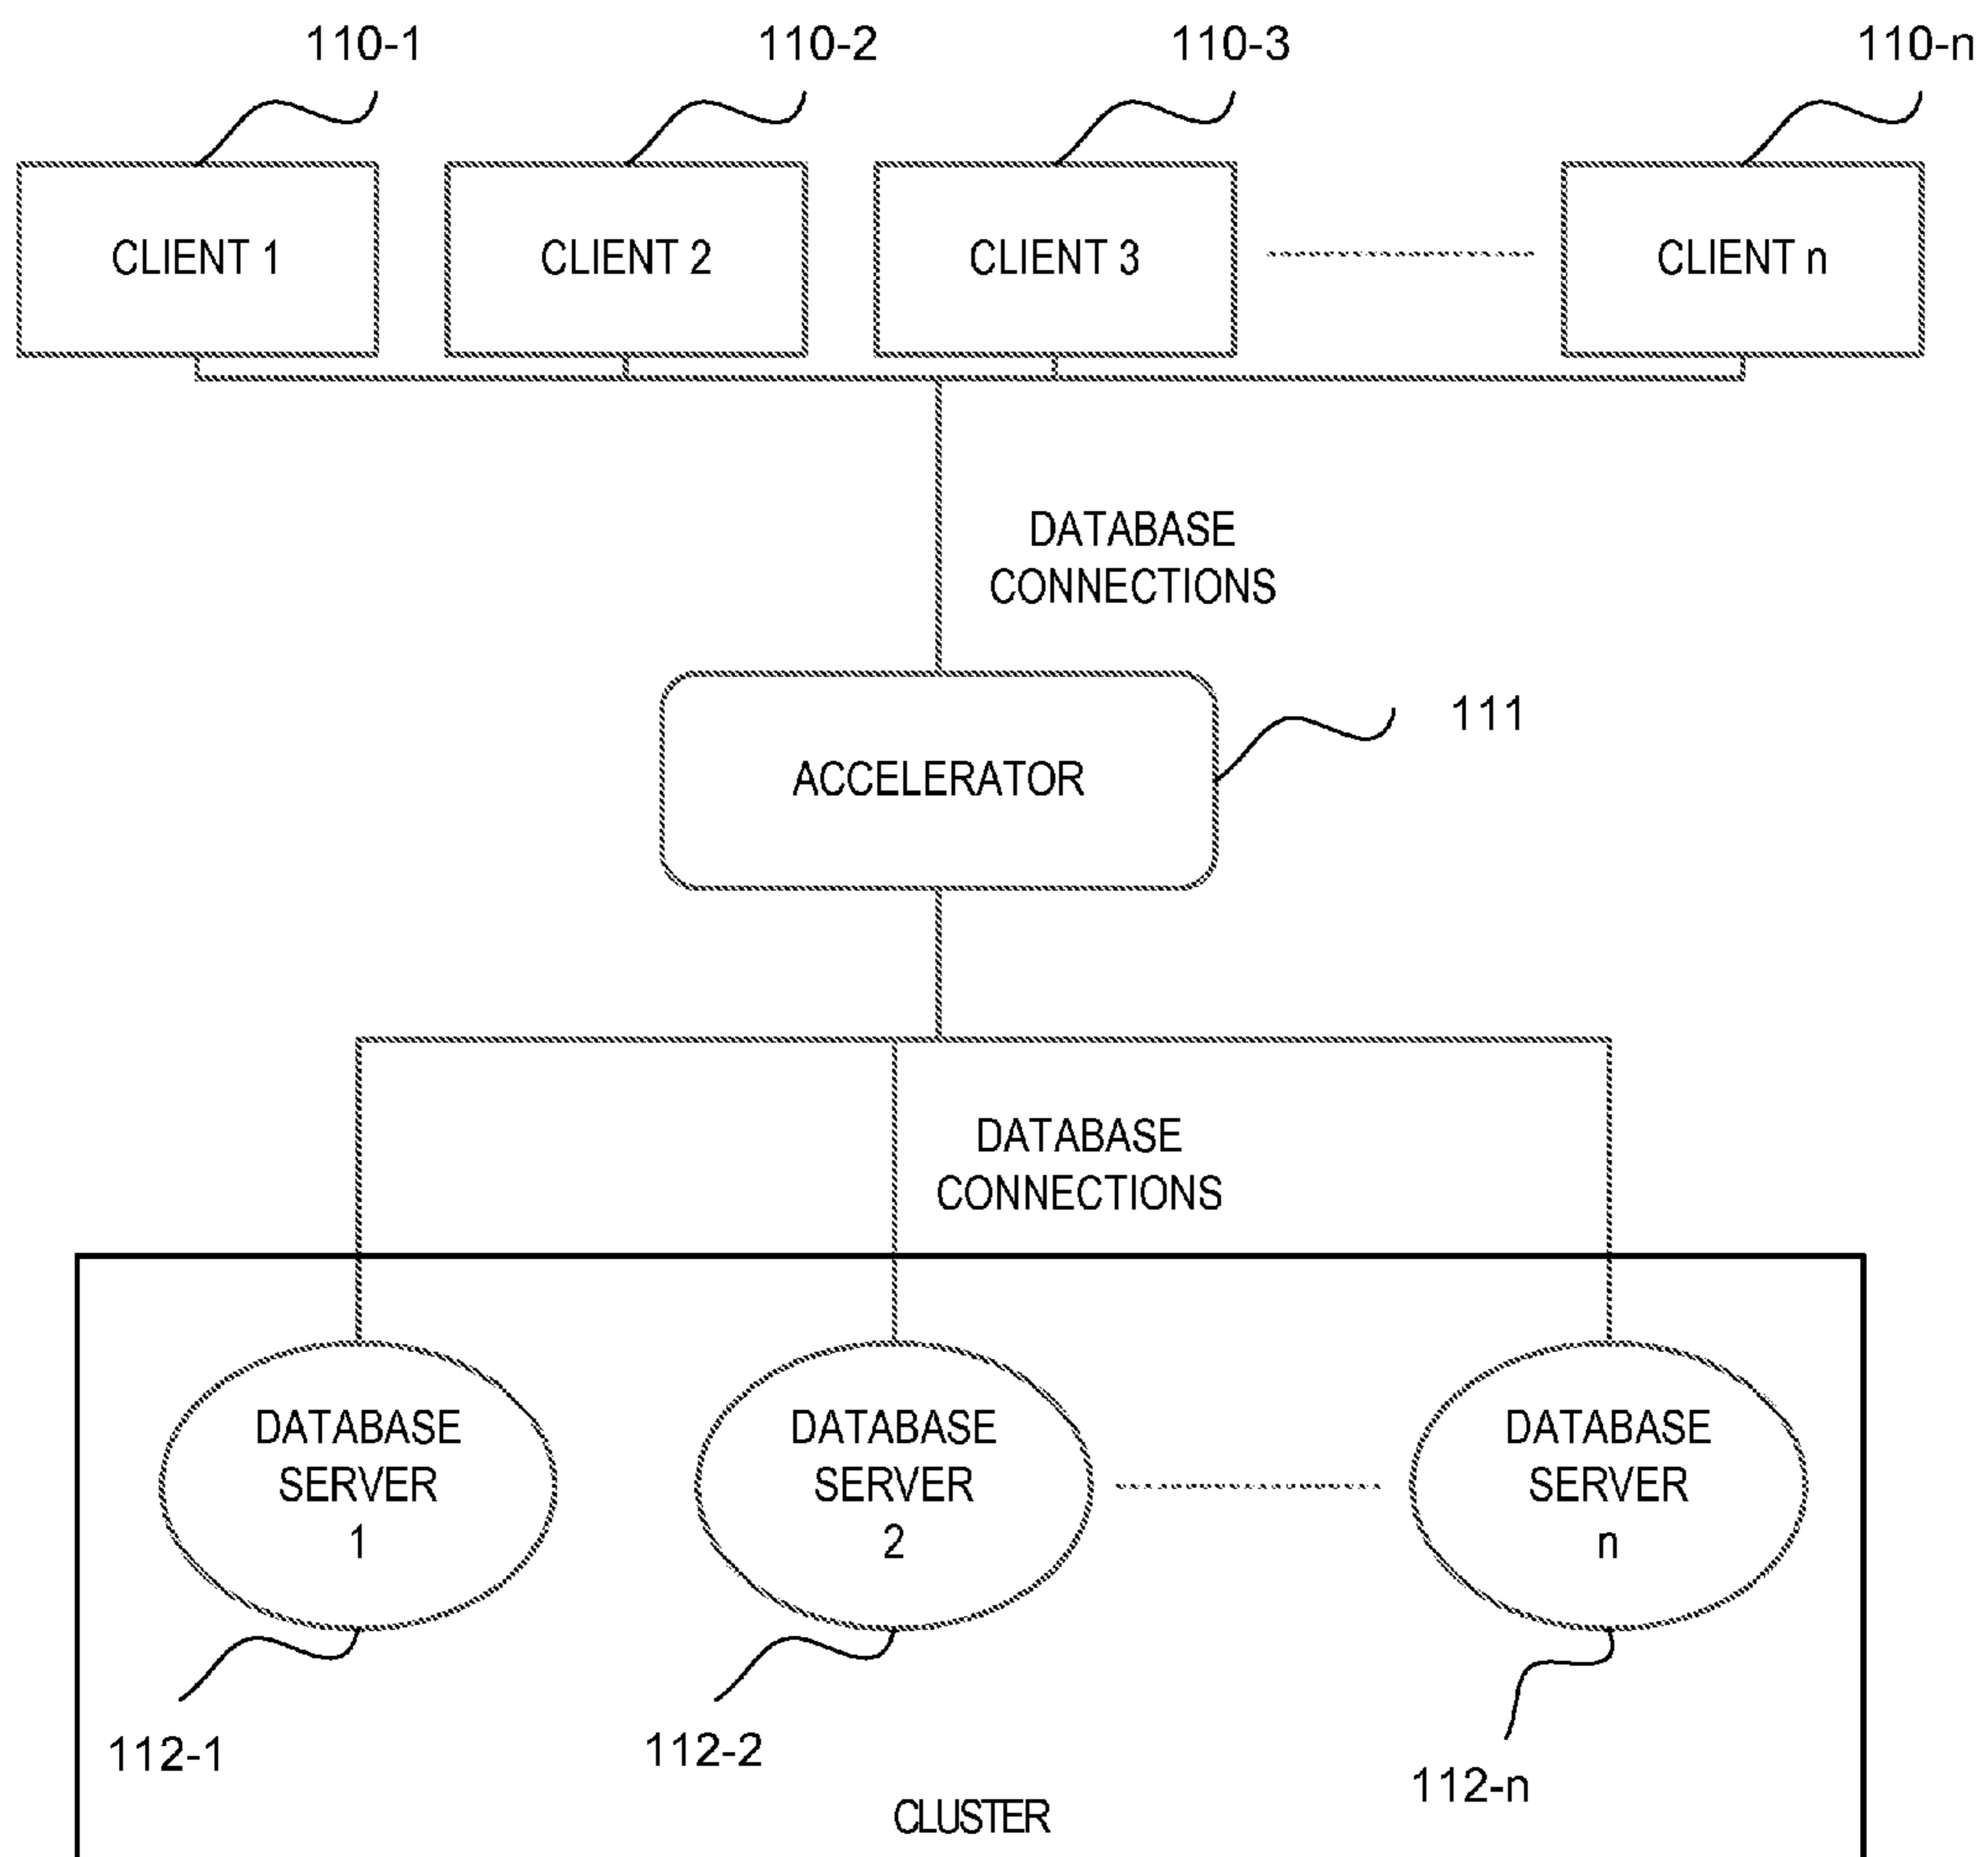 110-1
110-2
110-3
110-n
CLIENT 1
CLIENT 2
CLIENT 3
CLIENT n
DATABASE
CONNECTIONS
111
ACCELERATOR
DATABASE
CONNECTIONS
DATABASE
SERVER
1
DATABASE
SERVER
2
DATABASE
SERVER
n
112-1
112-2
112-n
CLUSTER